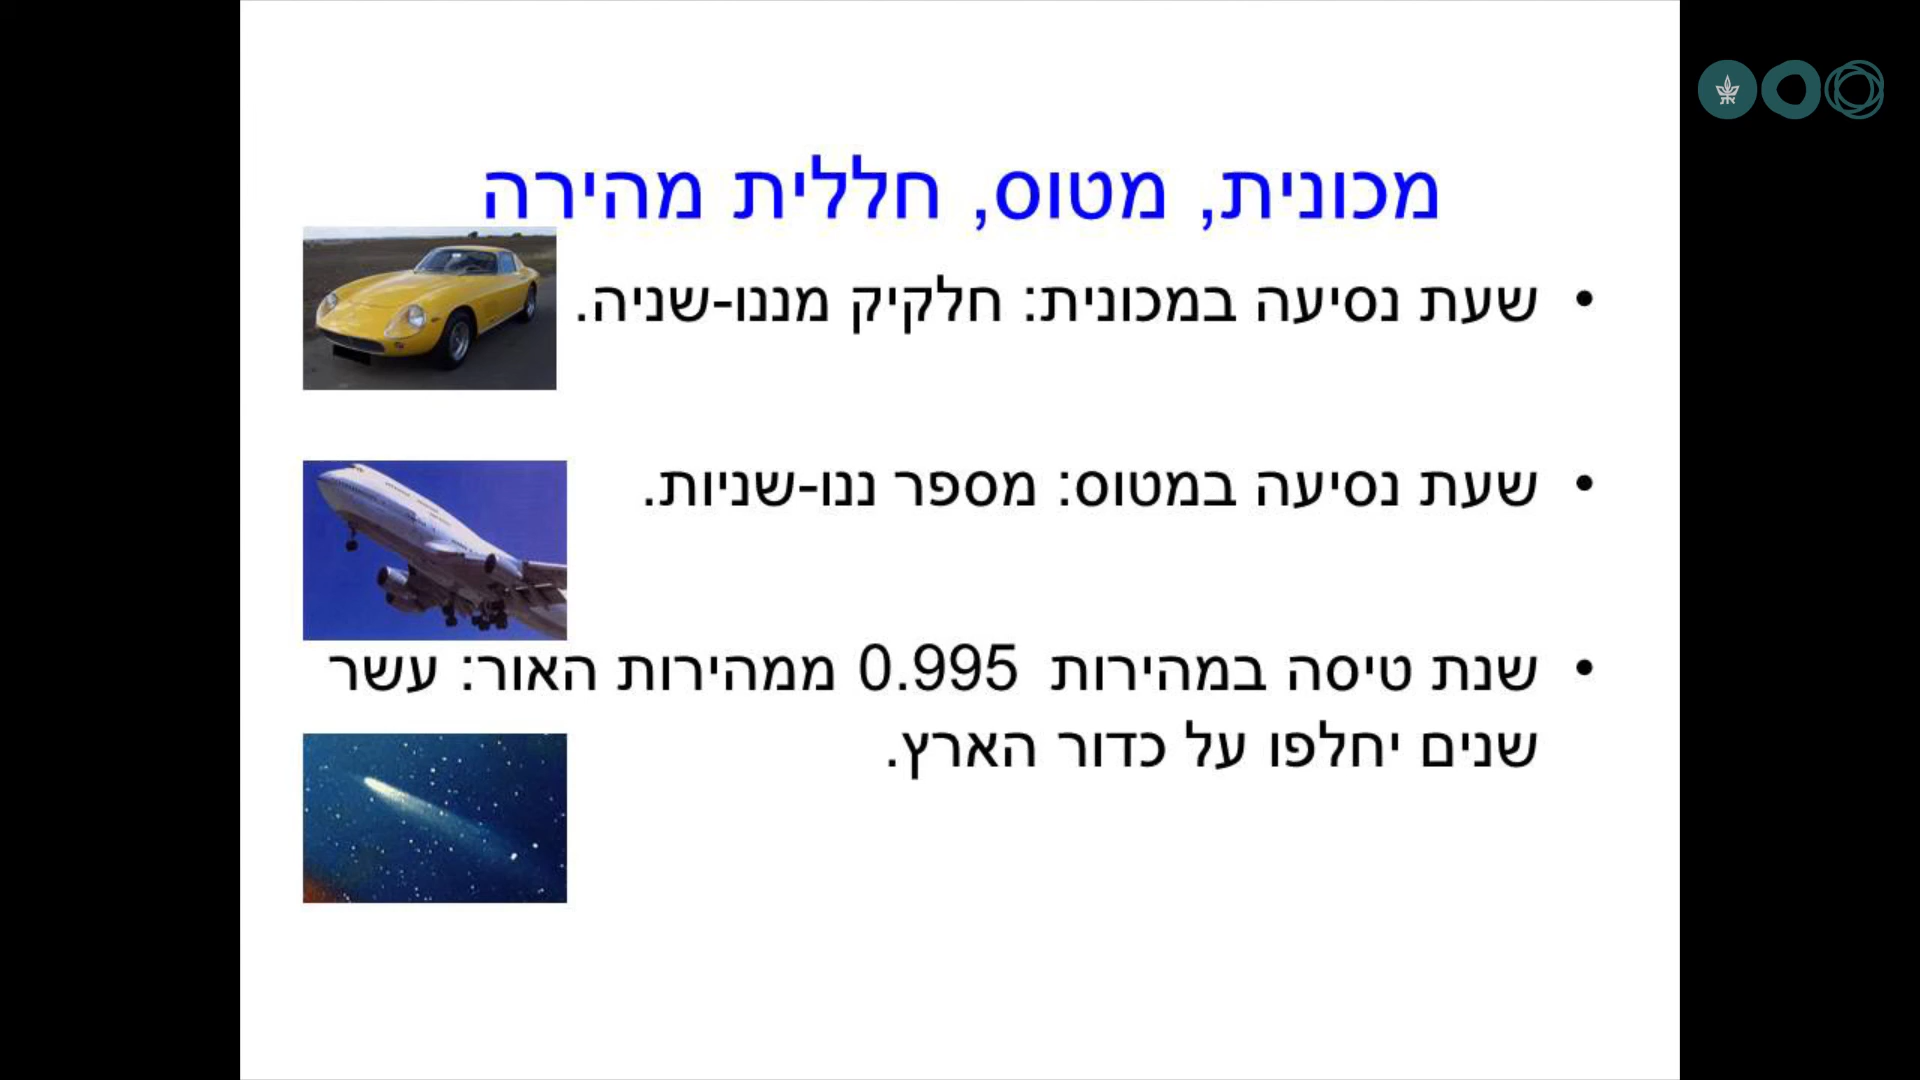 מכונית, מטוס, חללית מהירה
• שעת נסיעה במכונית: חלקיק מננו-שניה.
• שעת נסיעה במטוס: מספר ננו-שניות.
• שנת טיסה במהירות 0.995 ממהירות האור: עשר
שנים יחלפו על כדור הארץ.